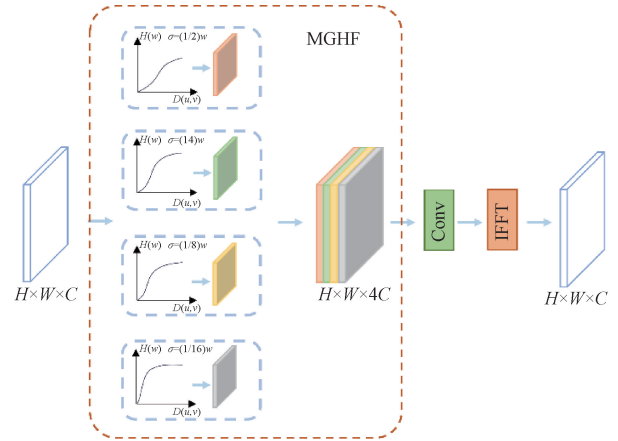 MGHF
H(w) σ=(1/2)w
D(u,v)
H(w) σ=(14)w
D(u,v)
H(w) σ=(1/8)w
D(u,v)
H(w) σ=(1/16)w
D(u,v)
H×W×C
H×W×4C
Conv
IFFT
H×W×C